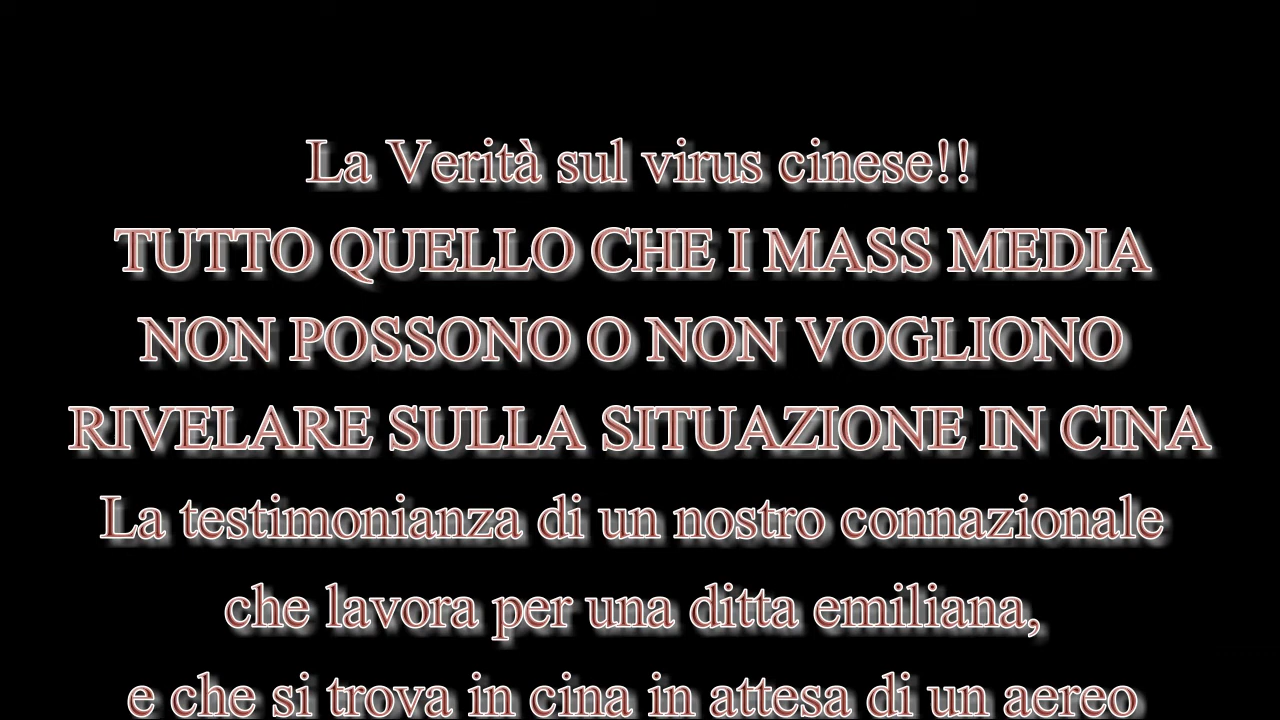 La Verità sul virus cinese!!
TUTTO QUELLO CHE I MASS MEDIA
NON POSSONO O NON VOGLIONO
RIVELARE SULLA SITUAZIONE IN CINA
La testimonianza di un nostro connazionale
che lavora per una ditta emiliana,
e che si trova in cina in attesa di un aereo